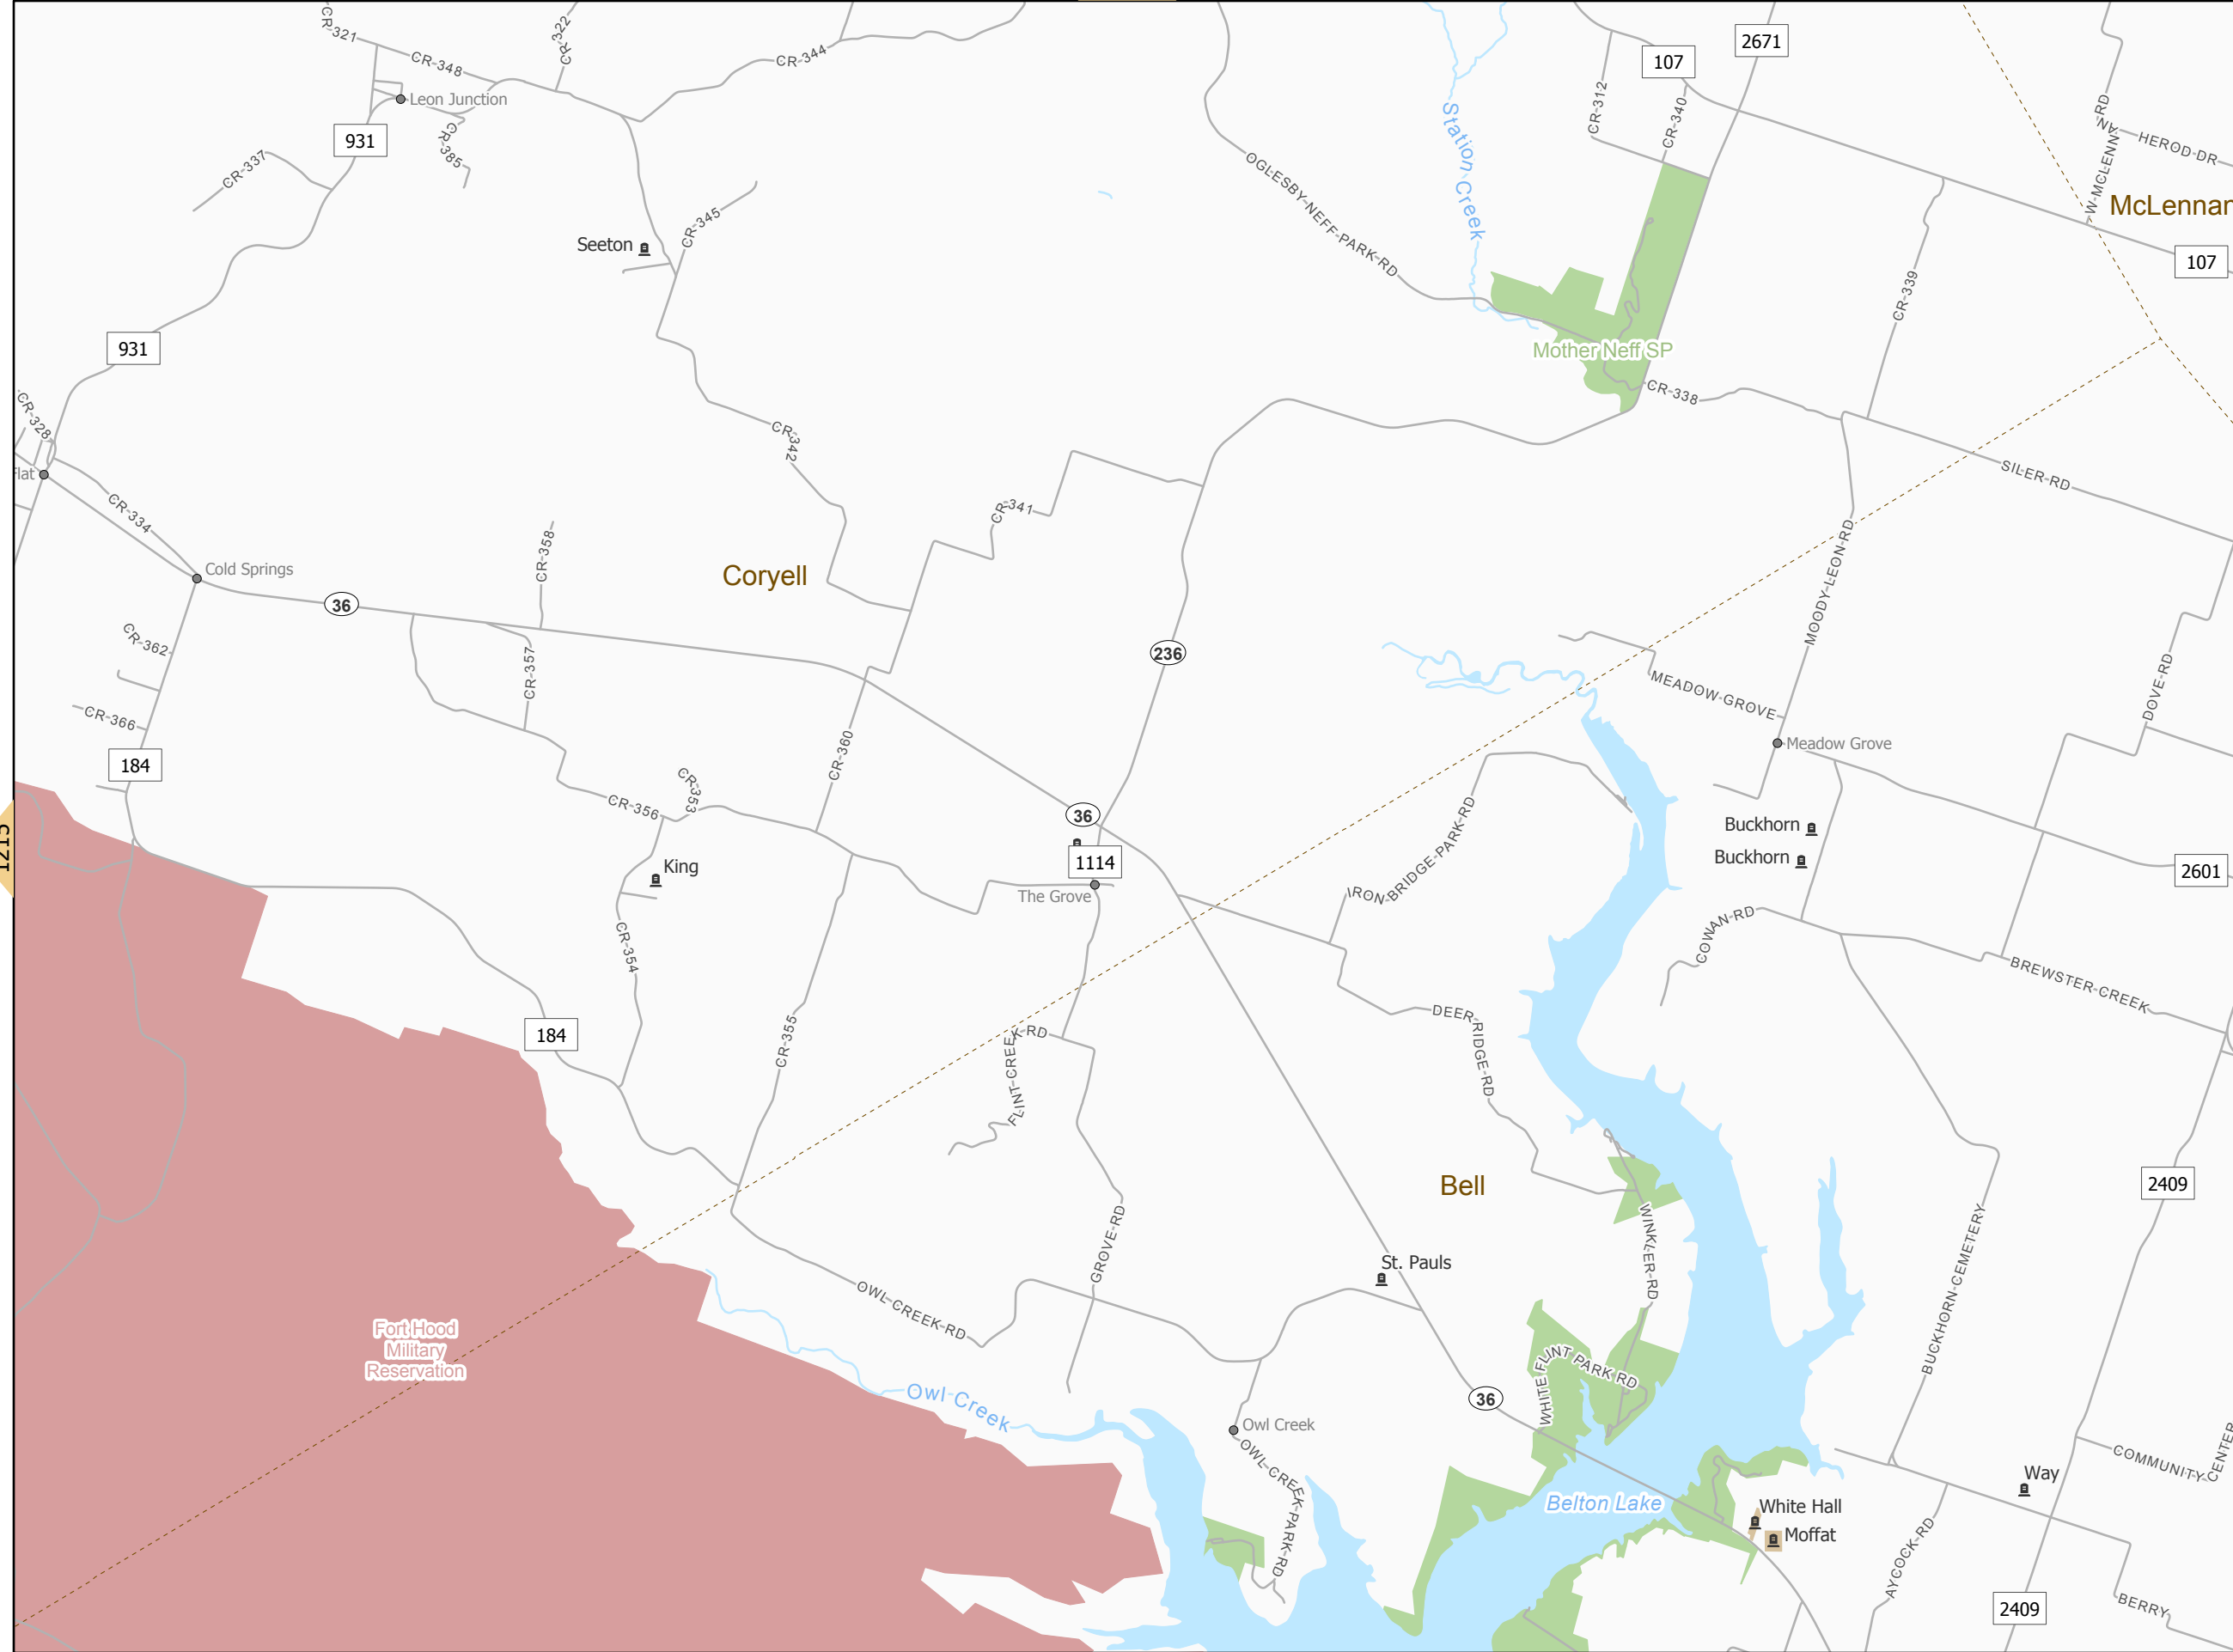 CR-321
CR-322
CR-348
CR-344
2671
107
Leon Junction
CR-312
CR-340
RD
931
CR-385
HEROD-DR
CR-337
Station Creek
OGLESBY-NEFF-PARK-RD
W-MCLENNAN
McLennan
CR-345
Seeton
107
CR-339
931
Mother Neff SP
CR-338
CR-328
CR-342
Flat
SILER-RD
CR-334
CR-341
CR-358
MOODY-LEON-RD
Cold Springs
Coryell
36
CR-362
236
CR-357
MEADOW-GROVE
DOVE-RD
CR-366
Meadow Grove
184
CR-360
CR-353
CR-356
36
IRON-BRIDGE-PARK-RD
Buckhorn
1215
Buckhorn
1114
King
2601
The Grove
COWAN-RD
CR-354
BREWSTER-CREEK
DEER-RIDGE-RD
184
CR-355
FLINT-CREEK-RD
Bell
2409
WINKLER-RD
GROVE-RD
BUCKHORN-CEMETERY
St. Pauls
OWL-CREEK-RD
Fort Hood
Military
Reservation
WHITE FLINT PARK RD
Owl Creek
36
Owl Creek
OWL-CREEK-PARK-RD
COMMUNITY-CENTER
Way
Belton Lake
White Hall
Moffat
AYCOCK-RD
2409
BERRY